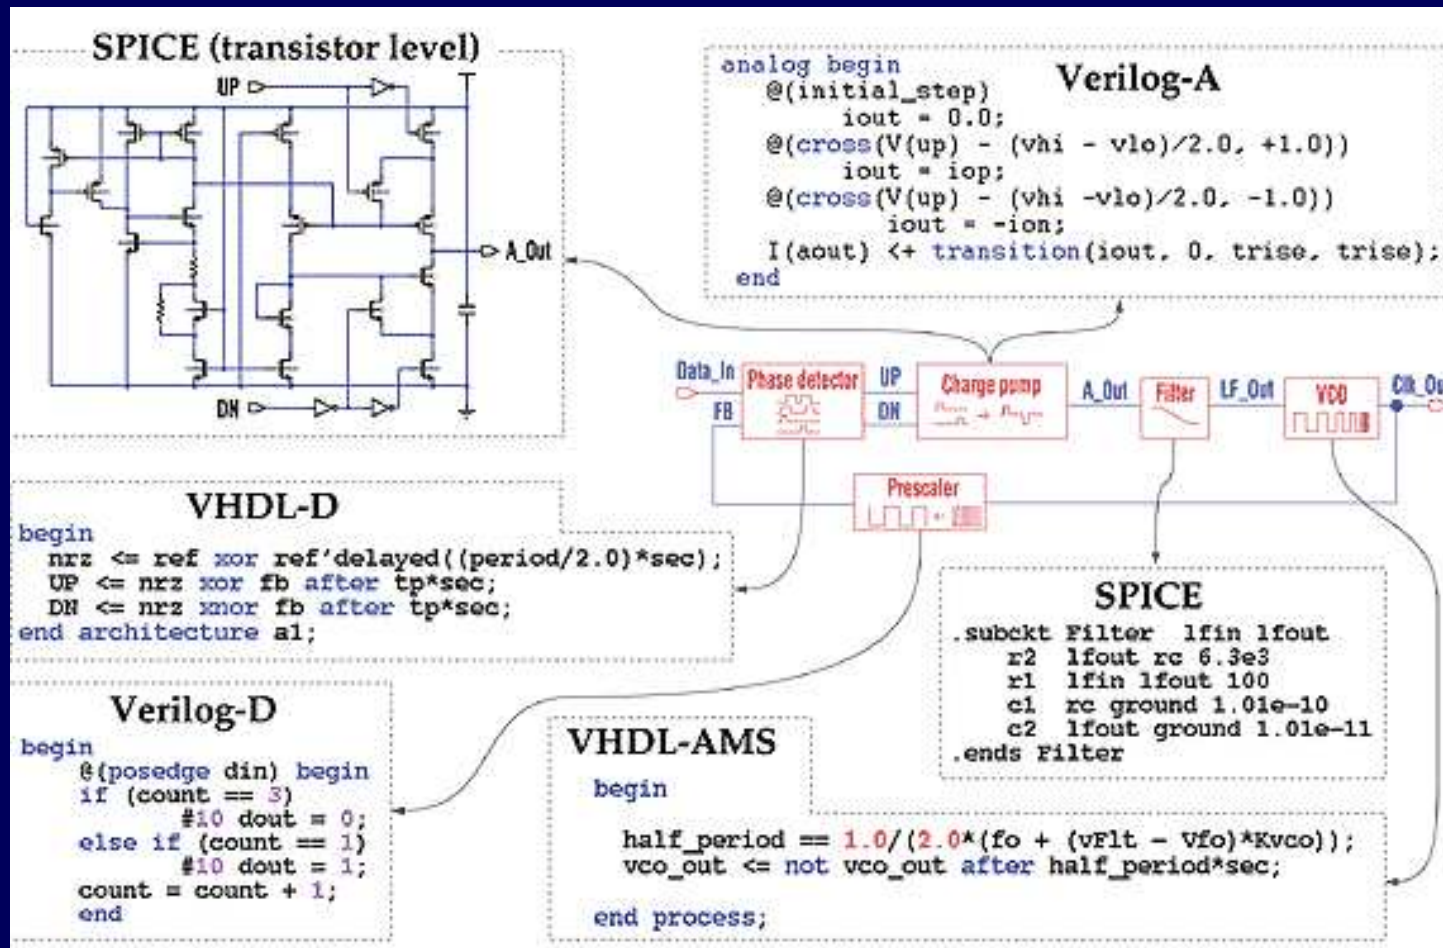 SPICE (transistor level)
UP
A_Out
DN
analog begin
Verilog-A
@(initial_step)
iout = 0.0;
@(cross(V(up) - (vhi - vlo)/2.0, +1.0))
iout = iop;
@(cross(V(up) - (vhi -vlo)/2.0, -1.0))
iout = -ion;
I(aout) <+ transition(iout, 0, trise, trise);
end
Data_In
FB
Phase detector
UP
DN
Charge pump
A_Out
Filter
LF_Out
VCO
Prescaler
VHDL-D
begin
nrz <= ref xor ref'delayed((period/2.0)*sec);
UP <= nrz xor fb after tp*sec;
DN <= nrz xnor fb after tp*sec;
end architecture a1;
SPICE
.subckt Filter lfin lfout
r2 lfout rc 6.3e3
r1 lfin lfout 100
c1 rc ground 1.01e-10
c2 lfout ground 1.01e-11
.ends Filter
Verilog-D
begin
@(posedge din) begin
if (count == 3)
#10 dout = 0;
else if (count == 1)
#10 dout = 1;
count = count + 1;
end
VHDL-AMS
begin
half_period == 1.0/(2.0*(fo + (vFlt - Vfo)*Kvco));
vco_out <= not vco_out after half_period*sec;
end process;